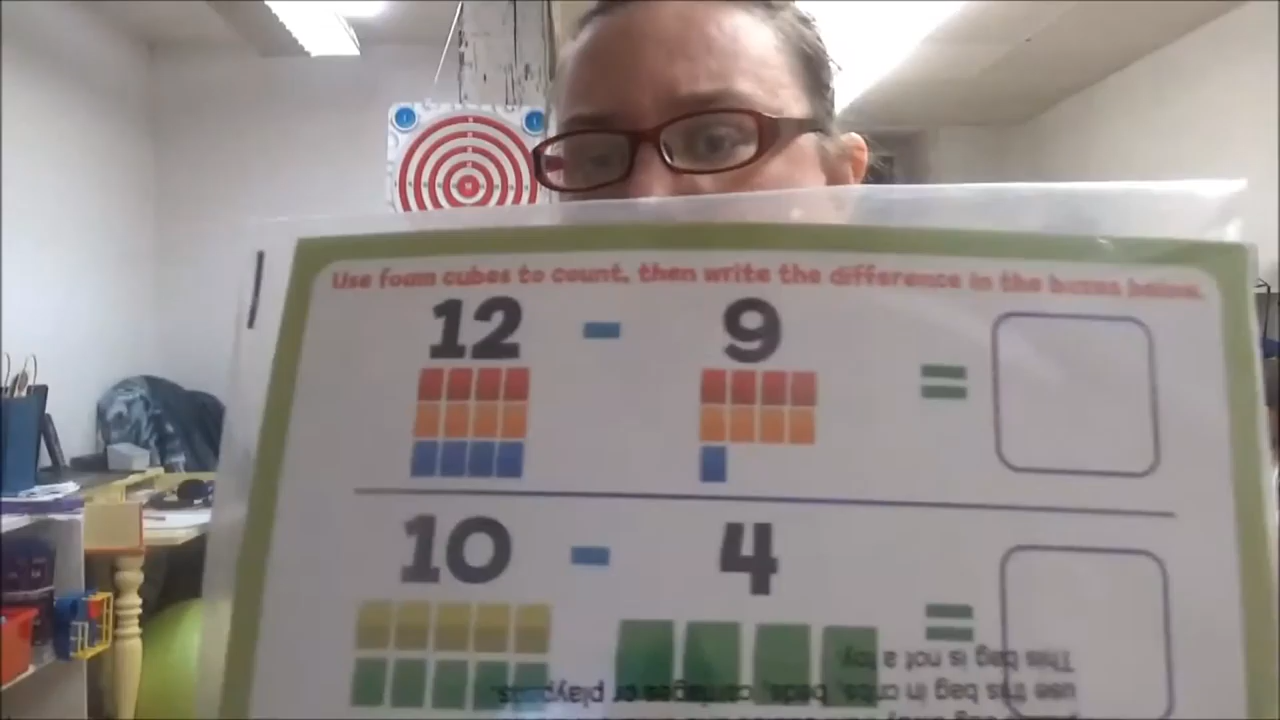 Use foam cubes to count, then write the difference in the boxes below.
12 - 9 =
10 - 4 =
This bag is not a toy
use this bag in cribs, beds, carriages or playpens.